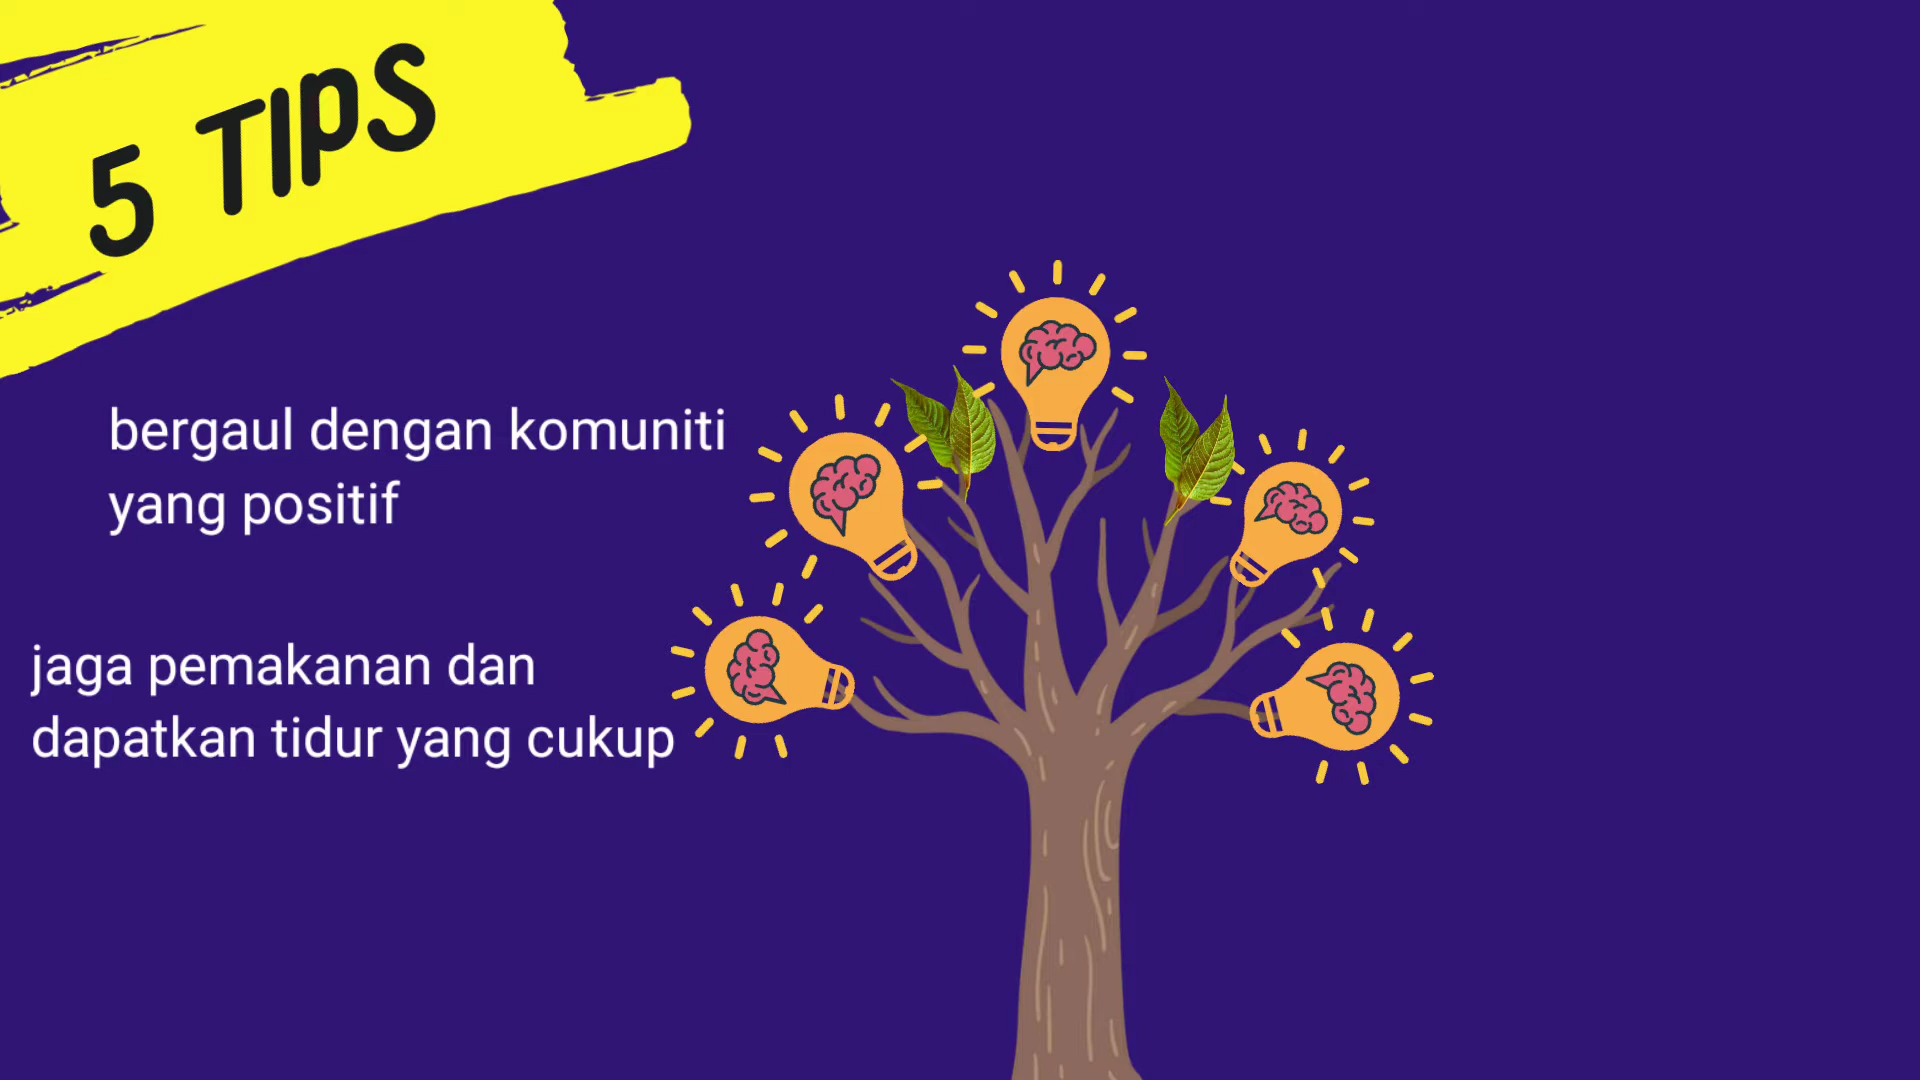 5 TIPS
bergaul dengan komuniti
yang positif
jaga pemakanan dan
dapatkan tidur yang cukup